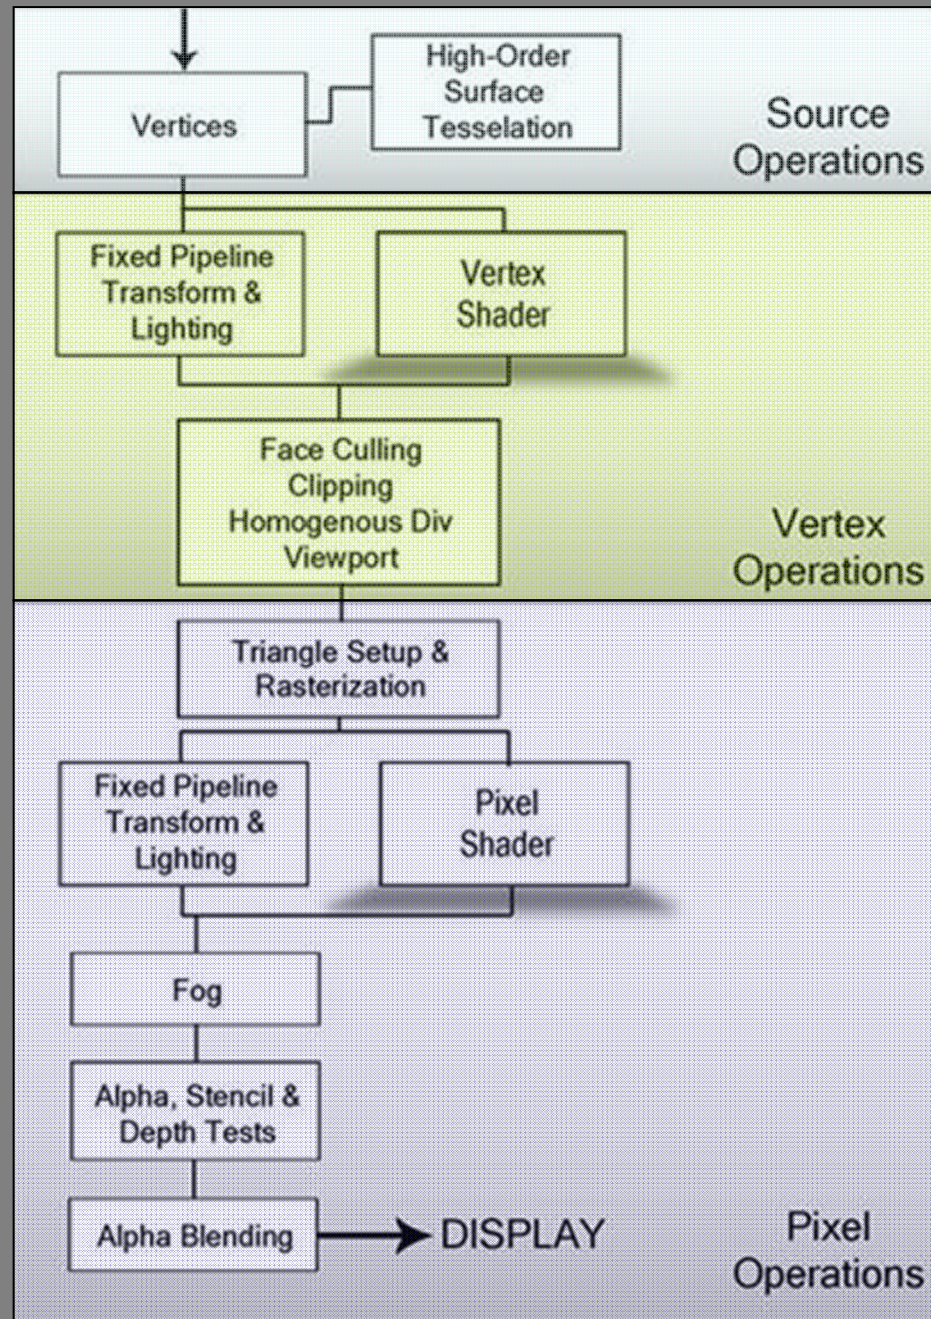 High-Order
Surface
Tesselation
Vertices
Source
Operations
Fixed Pipeline
Transform &
Lighting
Vertex
Shader
Face Culling
Clipping
Homogenous Div
Viewport
Vertex
Operations
Triangle Setup &
Rasterization
Fixed Pipeline
Transform &
Lighting
Pixel
Shader
Fog
Alpha, Stencil &
Depth Tests
Alpha Blending
DISPLAY
Pixel
Operations